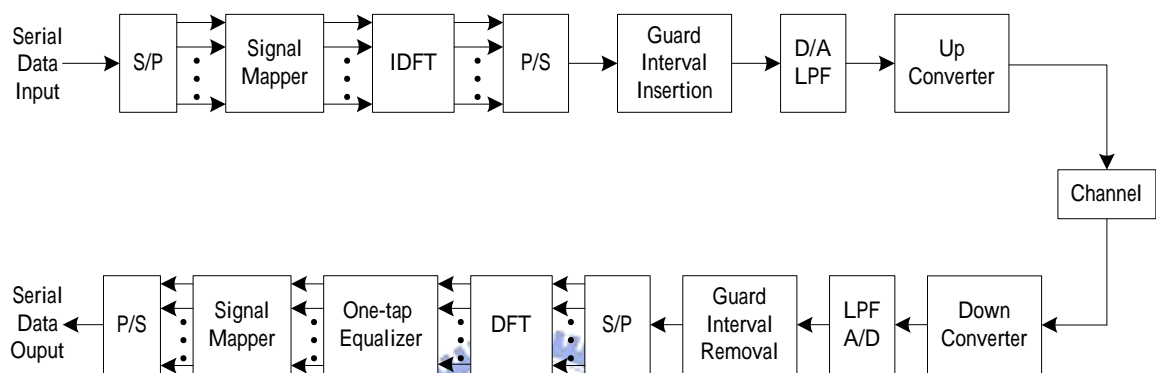 Serial
Data
Input
S/P
Signal
Mapper
IDFT
P/S
Guard
Interval
Insertion
D/A
LPF
Up
Converter
Channel
Serial
Data
Ouput
P/S
Signal
Mapper
One-tap
Equalizer
DFT
S/P
Guard
Interval
Removal
LPF
A/D
Down
Converter